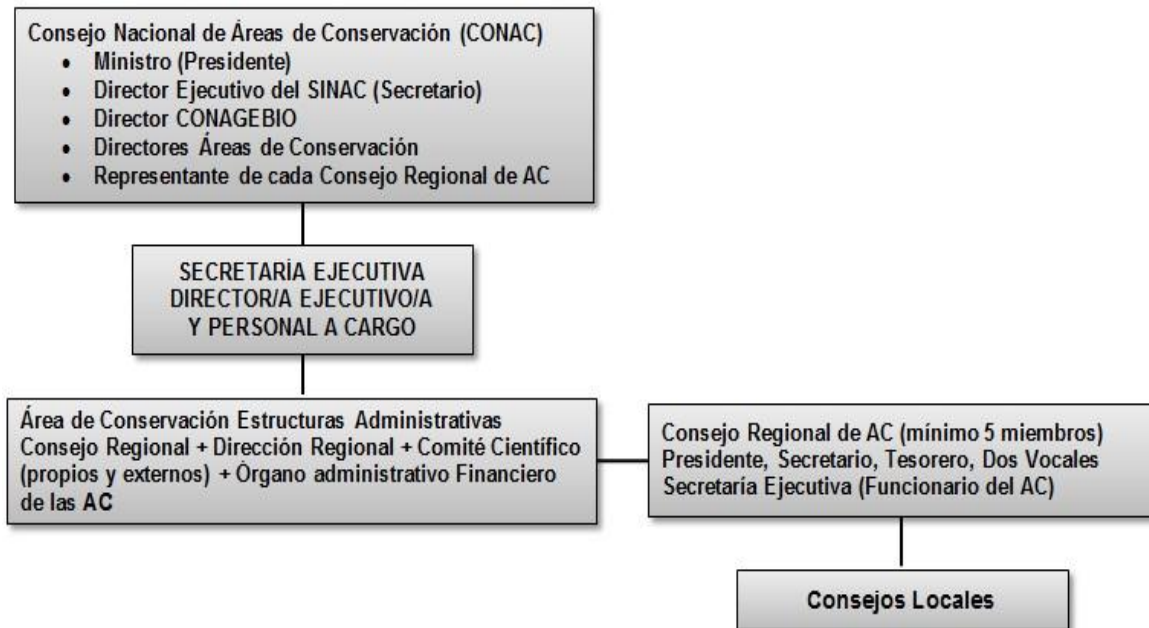 Consejo Nacional de Áreas de Conservación (CONAC)
• Ministro (Presidente)
• Director Ejecutivo del SINAC (Secretario)
• Director CONAGEBIO
• Directores Áreas de Conservación
• Representante de cada Consejo Regional de AC
SECRETARÍA EJECUTIVA
DIRECTOR/A EJECUTIVO/A
Y PERSONAL A CARGO
Área de Conservación Estructuras Administrativas
Consejo Regional + Dirección Regional + Comité Científico
(propios y externos) + Órgano administrativo Financiero
de las AC
Consejo Regional de AC (mínimo 5 miembros)
Presidente, Secretario, Tesorero, Dos Vocales
Secretaría Ejecutiva (Funcionario del AC)
Consejos Locales